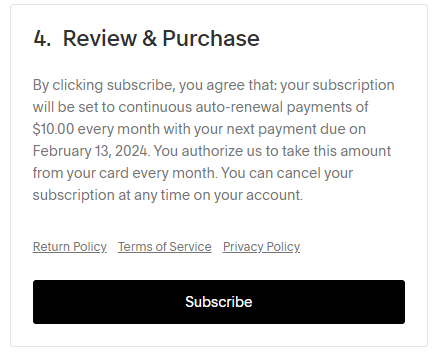 4. Review & Purchase
By clicking subscribe, you agree that: your subscription
will be set to continuous auto-renewal payments of
$10.00 every month with your next payment due on
February 13, 2024. You authorize us to take this amount
from your card every month. You can cancel your
subscription at any time on your account.
Return Policy Terms of Service Privacy Policy
Subscribe